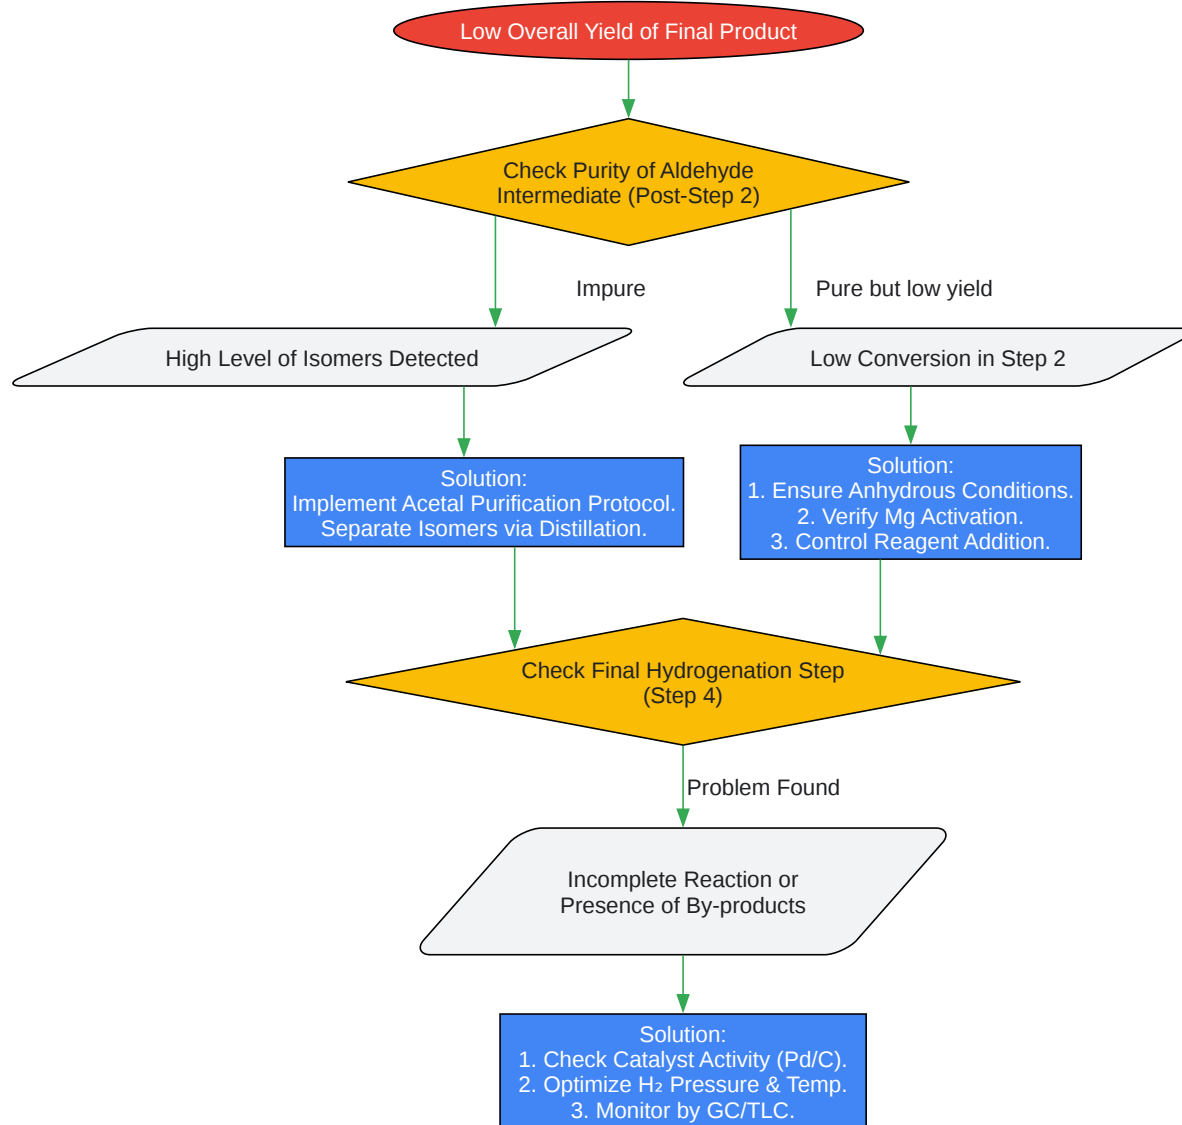 Low Overall Yield of Final Product
Check Purity of Aldehyde
Intermediate (Post-Step 2)
Impure
Pure but low yield
High Level of Isomers Detected
Low Conversion in Step 2
Solution:
Implement Acetal Purification Protocol.
Separate Isomers via Distillation.
Solution:
1. Ensure Anhydrous Conditions.
2. Verify Mg Activation.
3. Control Reagent Addition.
Check Final Hydrogenation Step
(Step 4)
Problem Found
Incomplete Reaction or
Presence of By-products
Solution:
1. Check Catalyst Activity (Pd/C).
2. Optimize H₂ Pressure & Temp.
3. Monitor by GC/TLC.